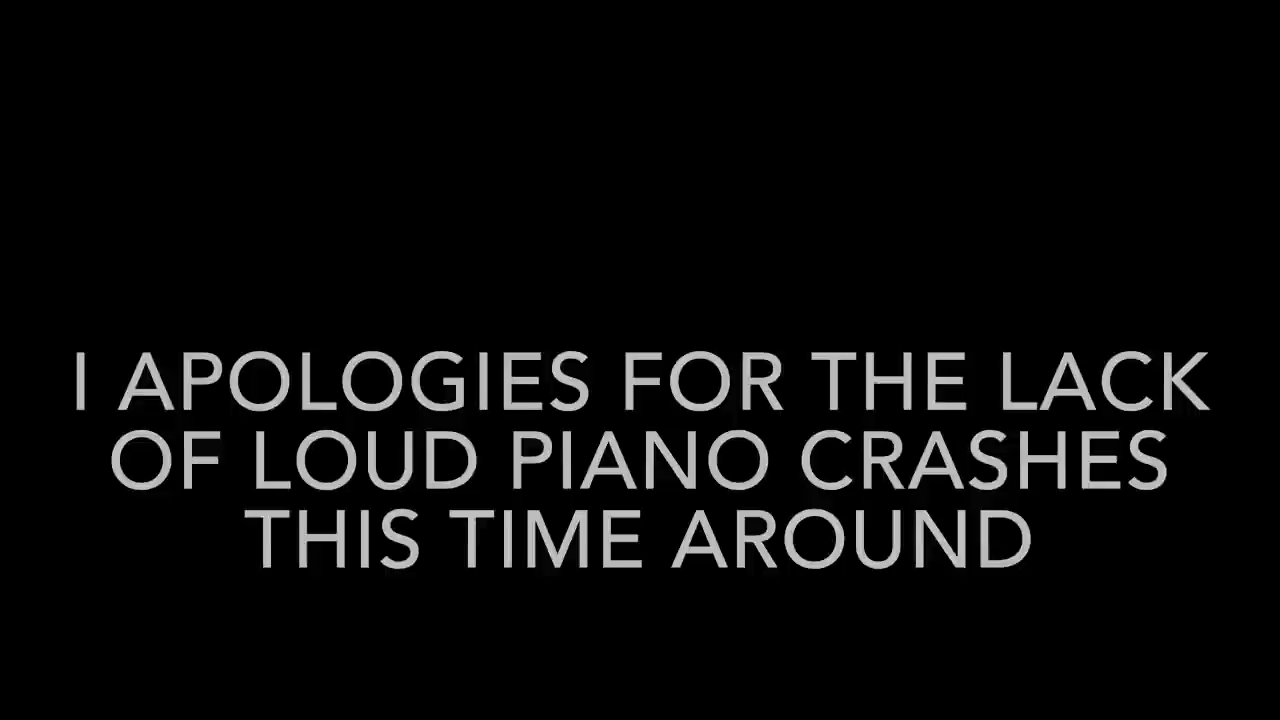 I APOLOGIES FOR THE LACK
OF LOUD PIANO CRASHES
THIS TIME AROUND